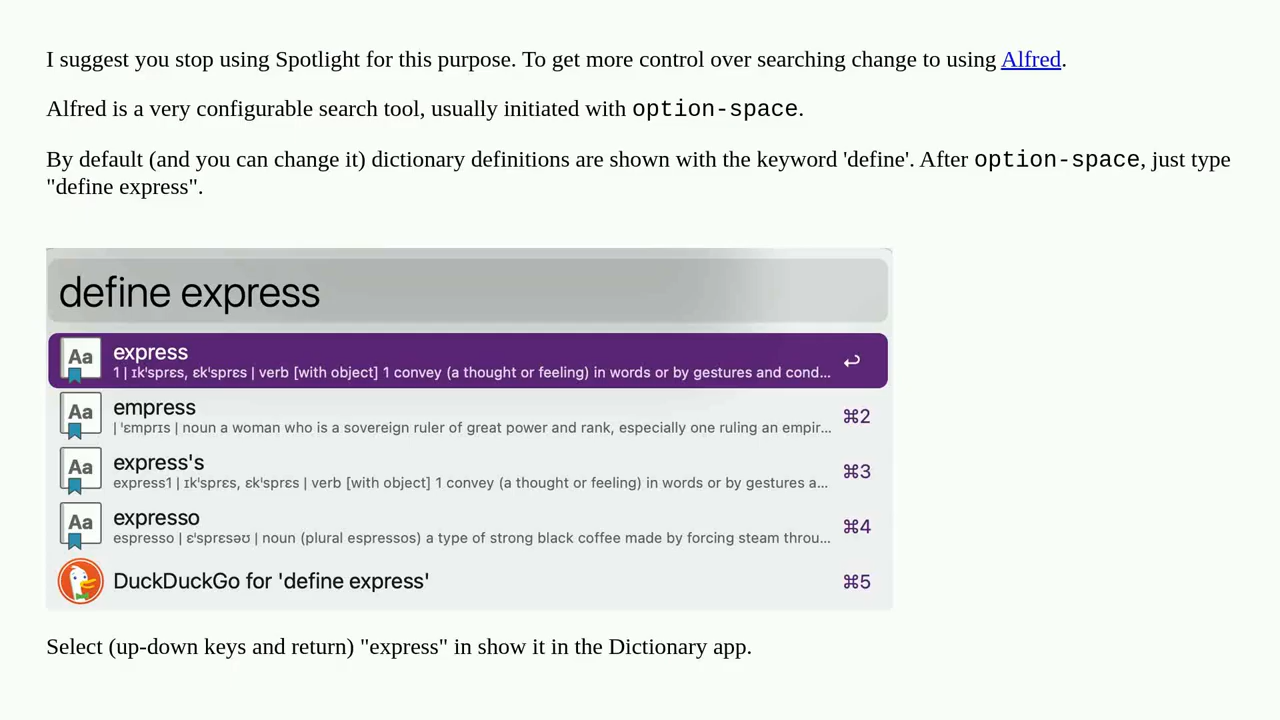 I suggest you stop using Spotlight for this purpose. To get more control over searching change to using Alfred.
Alfred is a very configurable search tool, usually initiated with option-space.
By default (and you can change it) dictionary definitions are shown with the keyword 'define'. After option-space, just type
"define express".
define express
Aa express
1 | ɪkˈsprɛs, ɛkˈsprɛs | verb [with object] 1 convey (a thought or feeling) in words or by gestures and cond... ↩
Aa empress
| ˈɛmprɪs | noun a woman who is a sovereign ruler of great power and rank, especially one ruling an empir... ⌘2
Aa express's
express1 | ɪkˈsprɛs, ɛkˈsprɛs | verb [with object] 1 convey (a thought or feeling) in words or by gestures a... ⌘3
Aa expresso
espresso | ɛˈsprɛsəʊ | noun (plural espressos) a type of strong black coffee made by forcing steam throu... ⌘4
DuckDuckGo for 'define express' ⌘5
Select (up-down keys and return) "express" in show it in the Dictionary app.